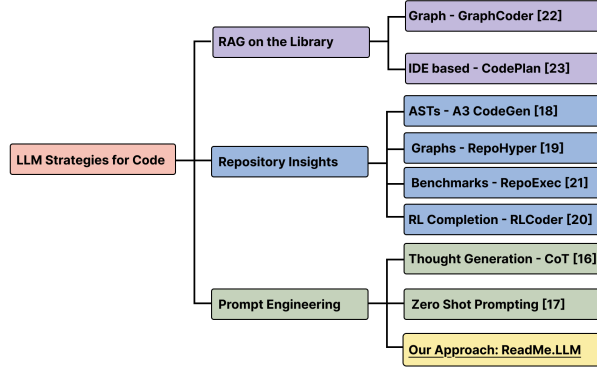 LLM Strategies for Code
RAG on the Library
Graph - GraphCoder [22]
IDE based - CodePlan [23]
Repository Insights
ASTs - A3 CodeGen [18]
Graphs - RepoHyper [19]
Benchmarks - RepoExec [21]
RL Completion - RLCoder [20]
Prompt Engineering
Thought Generation - CoT [16]
Zero Shot Prompting [17]
Our Approach: ReadMe.LLM